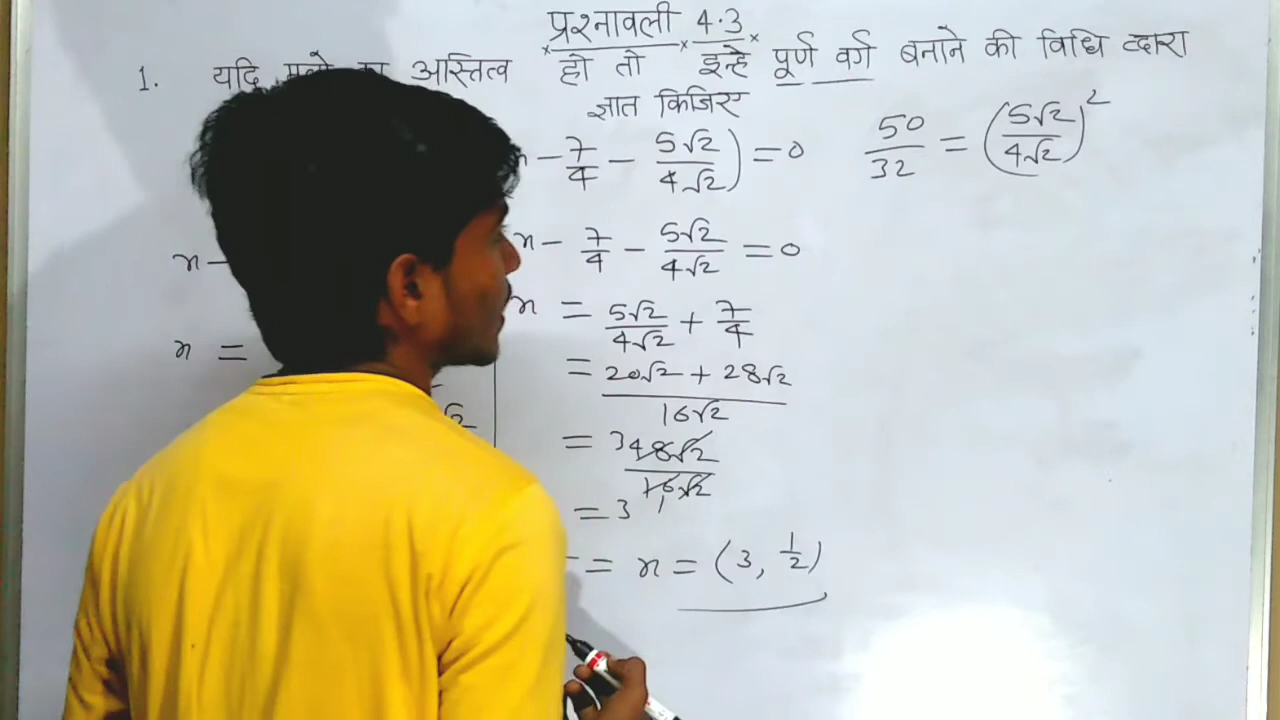 प्रश्नावली 4.3
1. यदि अस्तित्व हो तो इन्हे पूर्ण वर्ग बनाने की विधि द्वारा
ज्ञात किजिए
- 7/4 - 5√2/4√2) = 0
50/32 = (5√2/4√2)²
x -
x - 7/4 - 5√2/4√2 = 0
x =
x = 5√2/4√2 + 7/4
= 20√2 + 28√2/16√2
= 3 48√2/16√2 1
= 3
= x = (3, 1/2)